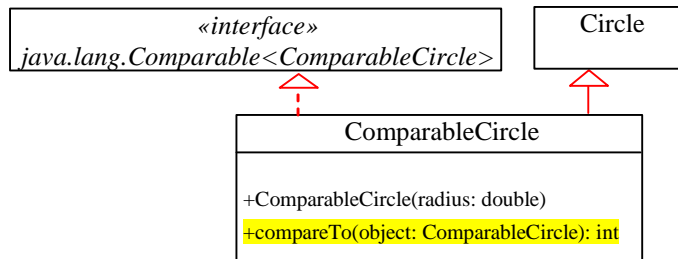 «interface»
java.lang.Comparable<ComparableCircle>
Circle
ComparableCircle
+ComparableCircle(radius: double)
+compareTo(object: ComparableCircle): int